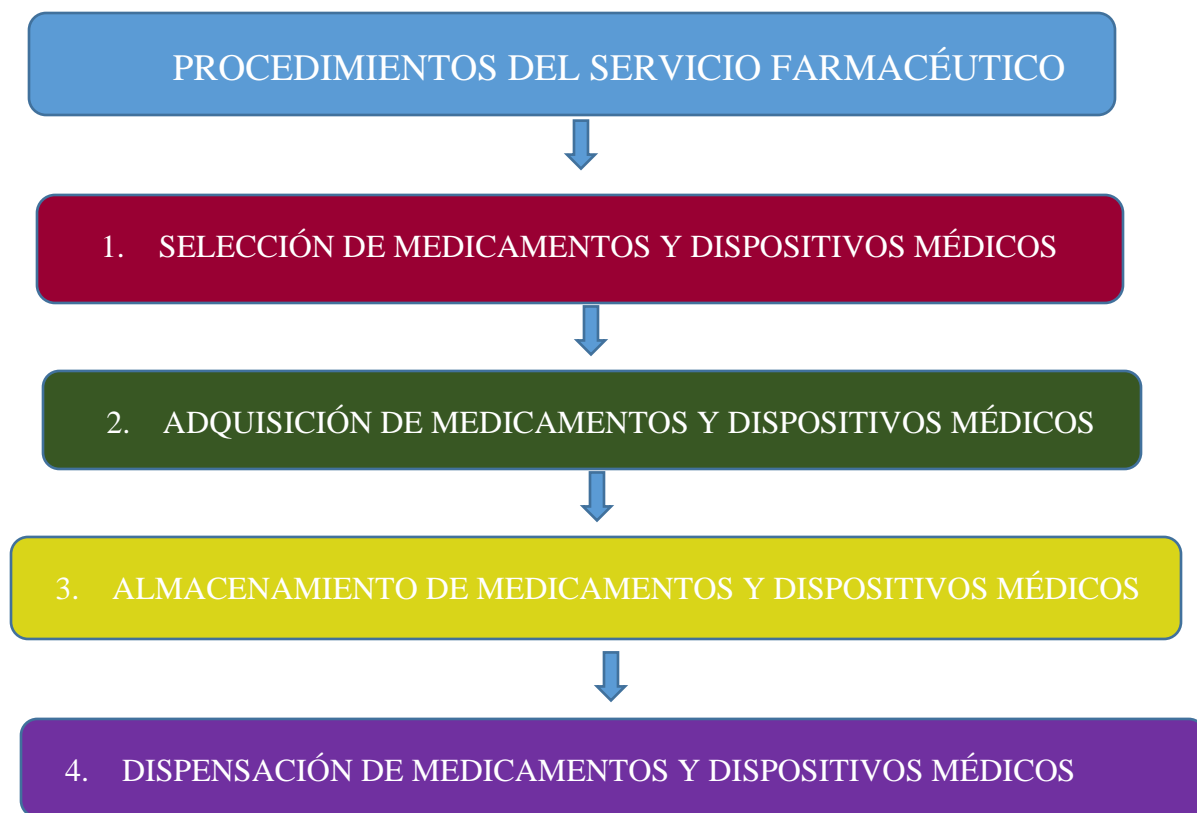 PROCEDIMIENTOS DEL SERVICIO FARMACÉUTICO
1. SELECCIÓN DE MEDICAMENTOS Y DISPOSITIVOS MÉDICOS
2. ADQUISICIÓN DE MEDICAMENTOS Y DISPOSITIVOS MÉDICOS
3. ALMACENAMIENTO DE MEDICAMENTOS Y DISPOSITIVOS MÉDICOS
4. DISPENSACIÓN DE MEDICAMENTOS Y DISPOSITIVOS MÉDICOS